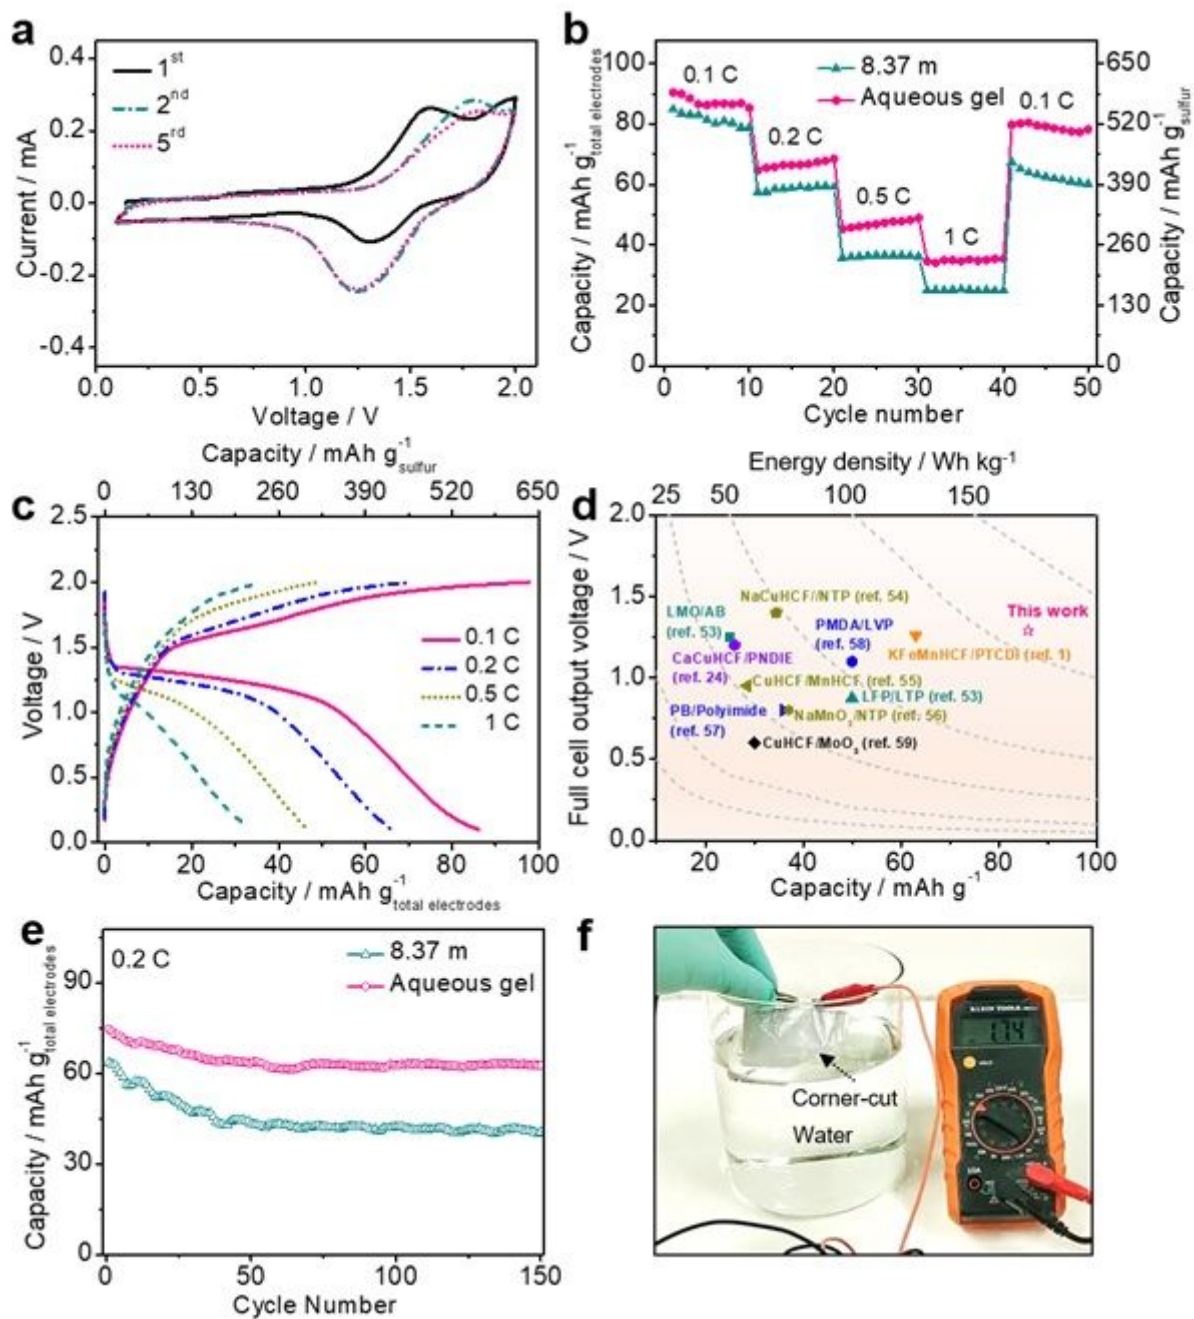 a
0.4
0.2
0.0
-0.2
-0.4
Current / mA
1st
2nd
5rd
0.0 0.5 1.0 1.5 2.0
Voltage / V
b
100
80
60
40
20
0
Capacity / mAh g-1 total electrodes
8.37 m
Aqueous gel
0.1 C
0.2 C
0.5 C
1 C
0.1 C
650
520
390
260
130
0
Capacity / mAh g-1 sulfur
0 10 20 30 40 50
Cycle number
Capacity / mAh g-1 sulfur
0 130 260 390 520 650
c
2.5
2.0
1.5
1.0
0.5
0.0
Voltage / V
0.1 C
0.2 C
0.5 C
1 C
0 20 40 60 80 100
Capacity / mAh g-1 total electrodes
Energy density / Wh kg-1
25 50 100 150
d
2.0
1.5
1.0
0.5
0.0
Full cell output voltage / V
NaCuHCF//NTP (ref. 54)
LMO/AB
(ref. 53)
PMDA/LVP
(ref. 58)
This work
KFeMnHCF/PTCDI (ref. 1)
CaCuHCF/PNDIE
(ref. 24)
CuHCF/MnHCF (ref. 55)
LFP/LTP (ref. 53)
PB/Polyimide
(ref. 57)
NaMnO2/NTP (ref. 56)
CuHCF/MoO3 (ref. 59)
20 40 60 80 100
Capacity / mAh g-1
e
0.2 C
8.37 m
Aqueous gel
90
60
30
0
Capacity / mAh g-1 total electrodes
0 50 100 150
Cycle Number
f
Corner-cut
Water
KLEIN TOOLS
1.74